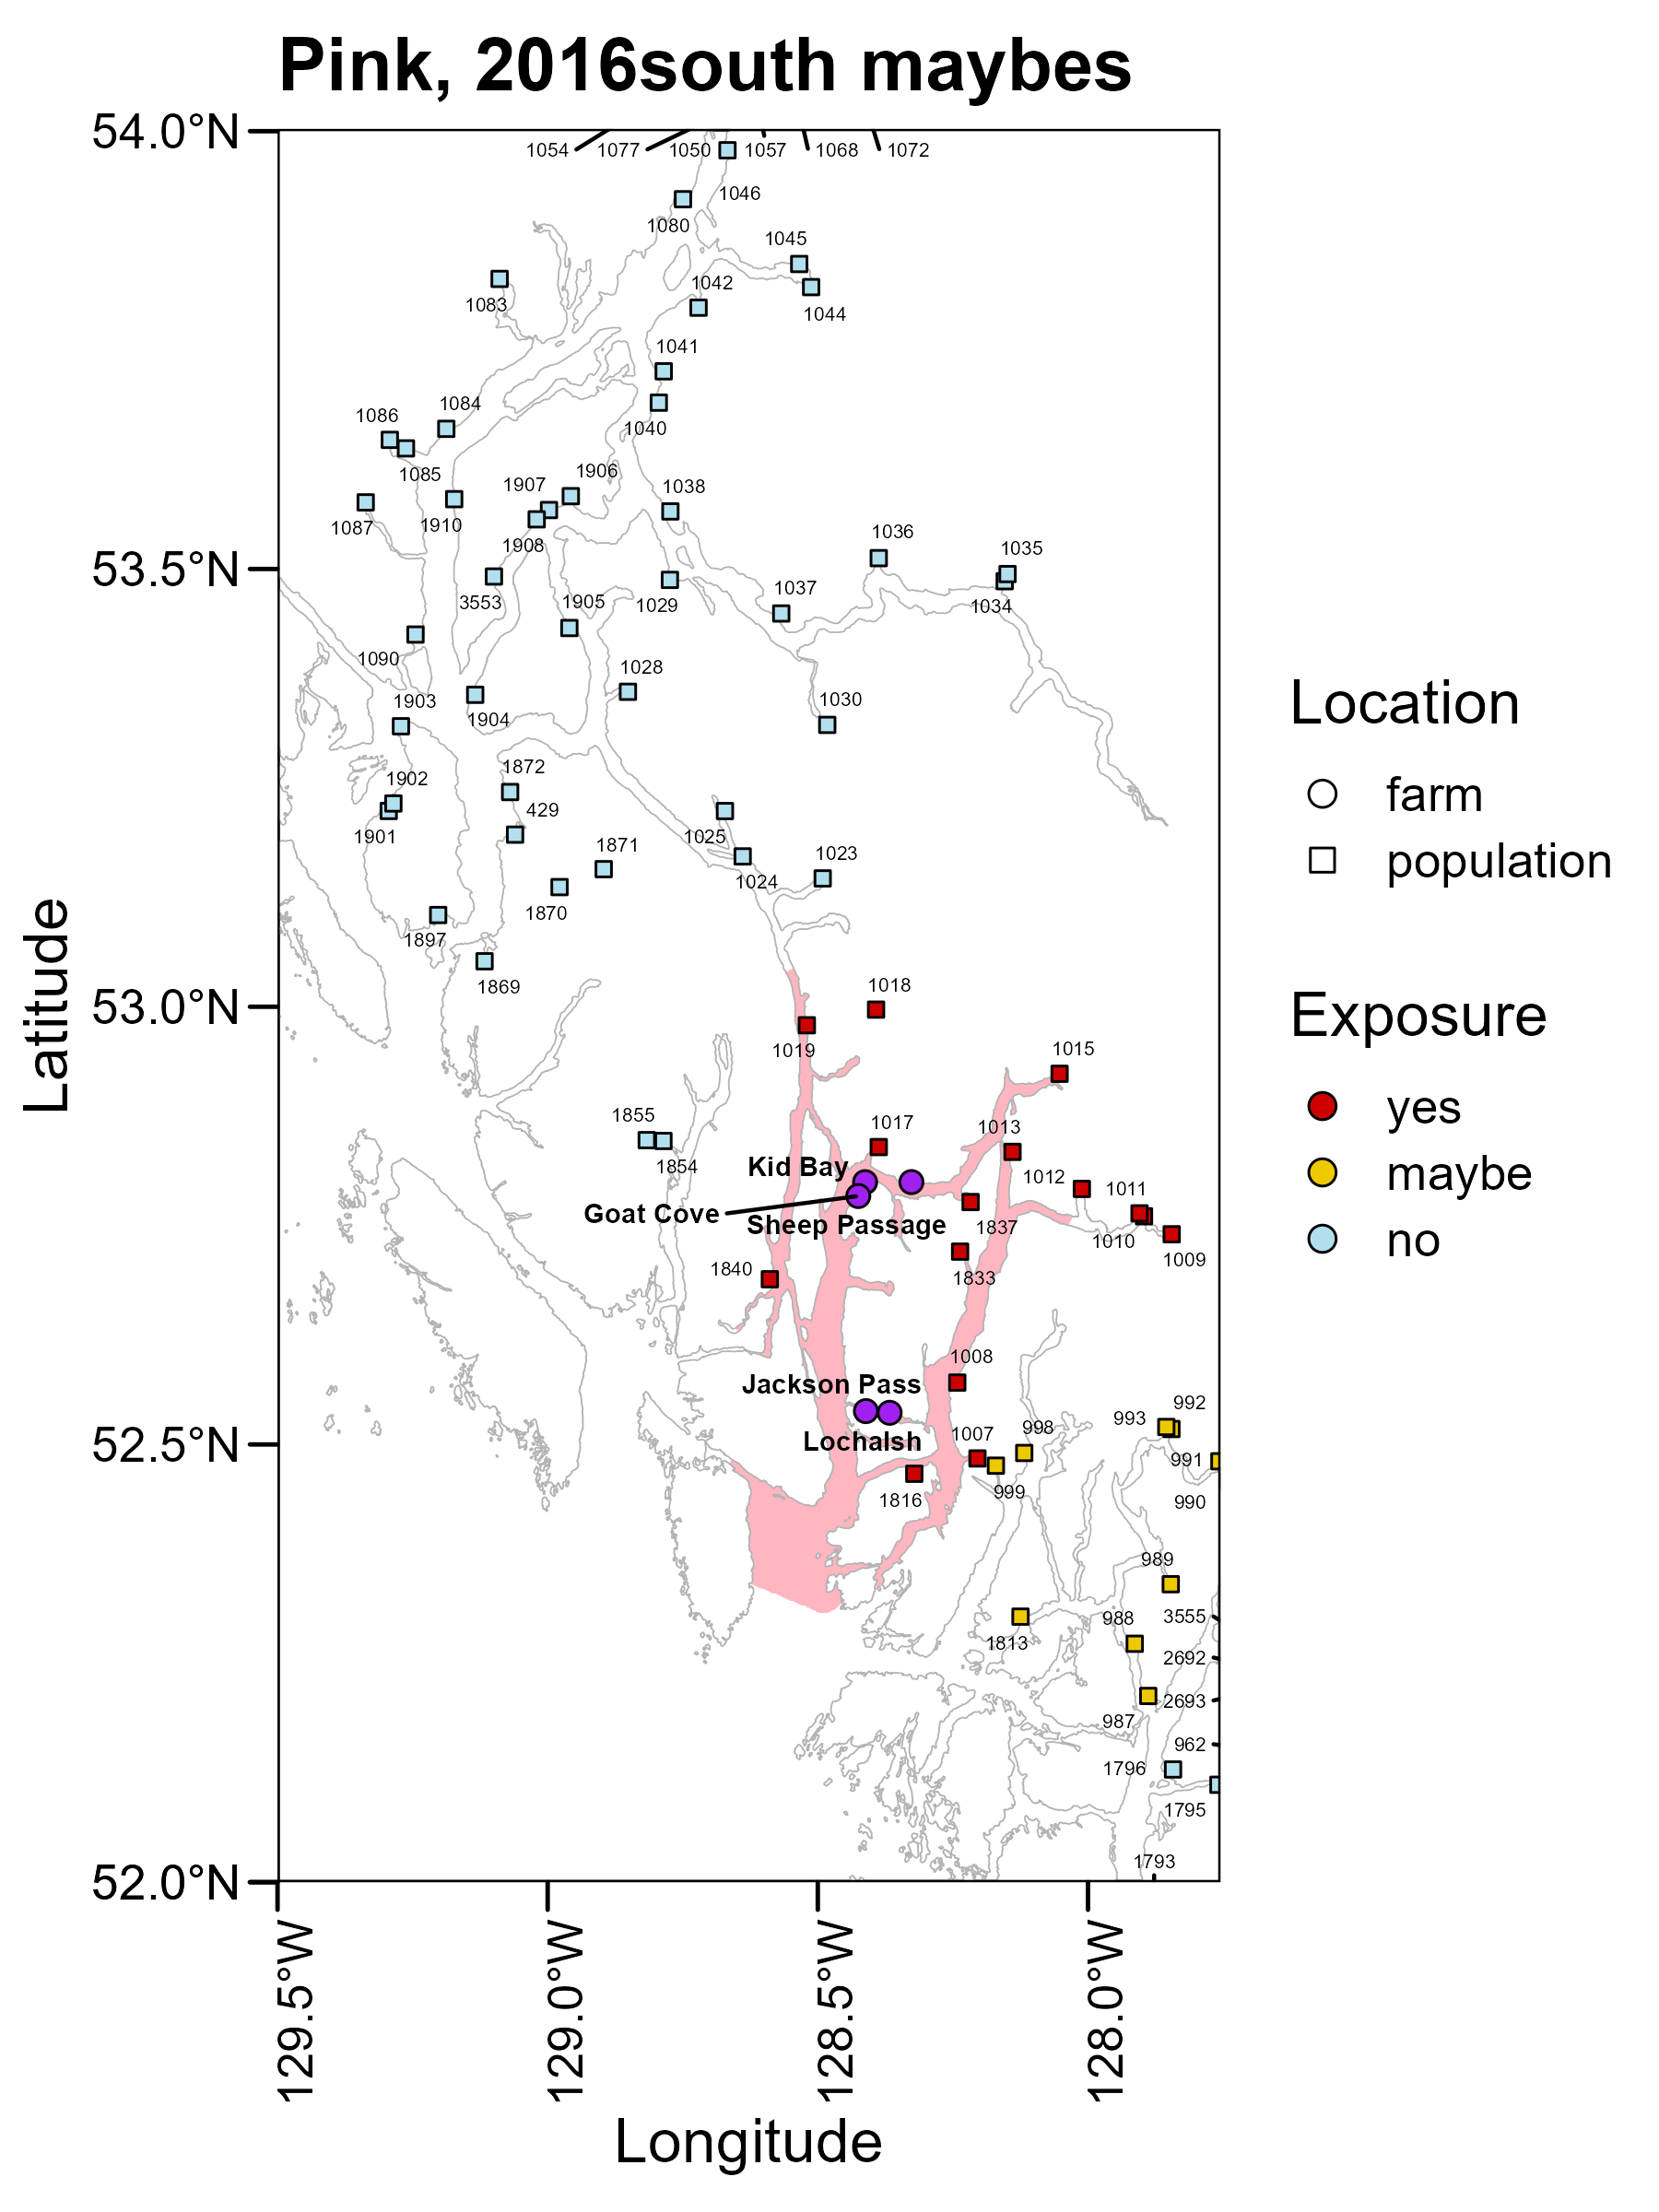 Pink, 2016south maybes
54.0°N
1054 1077 1050 1057 1068 1072
1046
1080
1045
1083
1042
1044
1041
1084
1086
1040
1085
1906
1907
1038
1087
1910
1036
1908
1035
53.5°N
3553
1905
1029
1037
1034
1090
1028
1903
1904
1030
1872
1902
429
1901
1025
1871
1023
1024
1870
1897
1869
1018
53.0°N
1019
1015
1855
1017
1013
1854
Kid Bay
1012
1011
Goat Cove
Sheep Passage
1837
1010
1009
1840
1833
1008
Jackson Pass
992
993
998
Lochalsh
1007
52.5°N
991
999
1816
990
989
988
3555
1813
2692
2693
987
962
1796
1795
1793
52.0°N
129.5°W
129.0°W
128.5°W
128.0°W
Longitude
Latitude
Location
farm
population
Exposure
yes
maybe
no